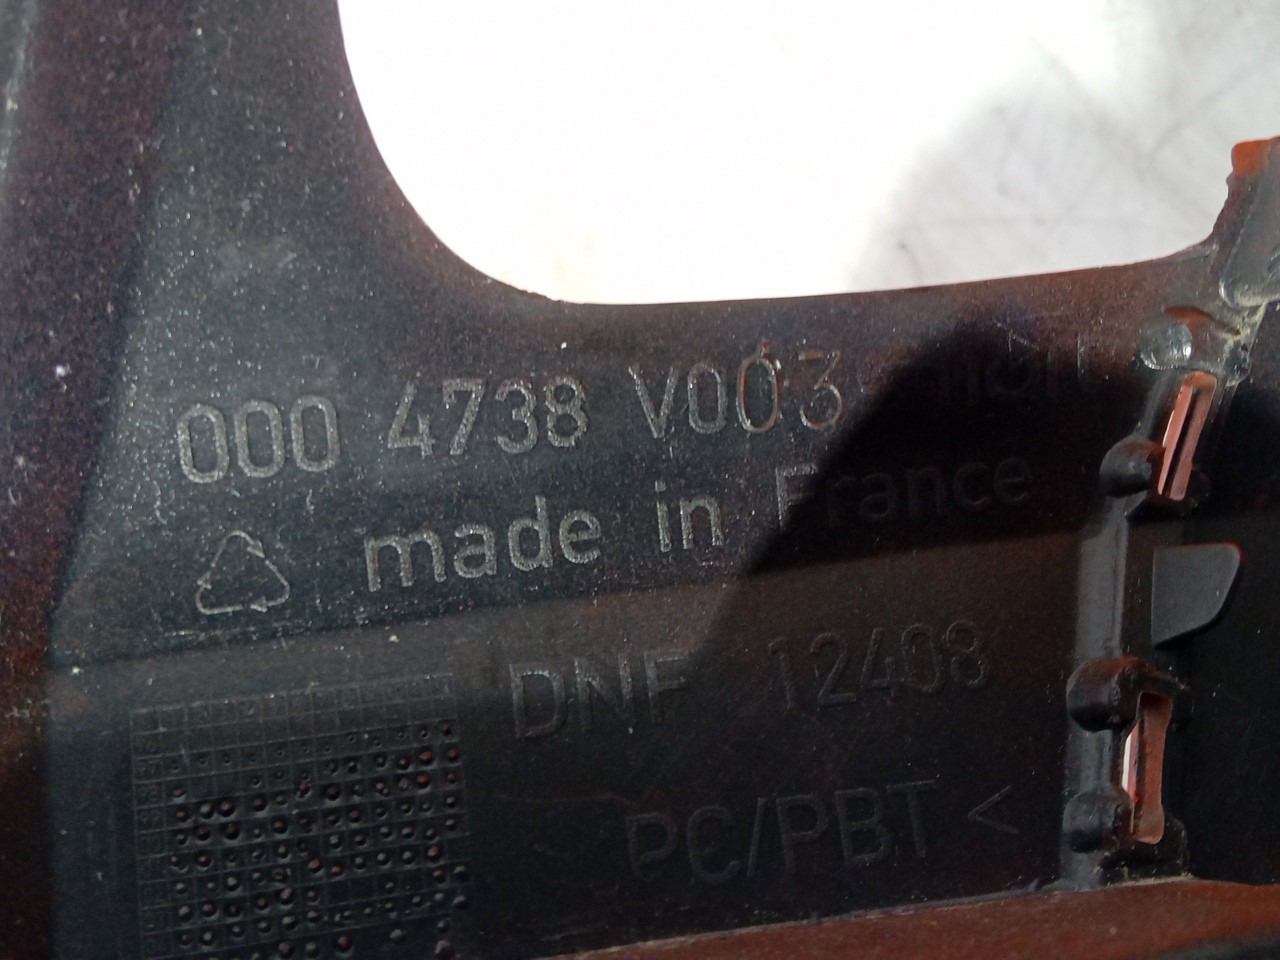 000 4738 V003
made in France
DNF 12408
PC/PBT <